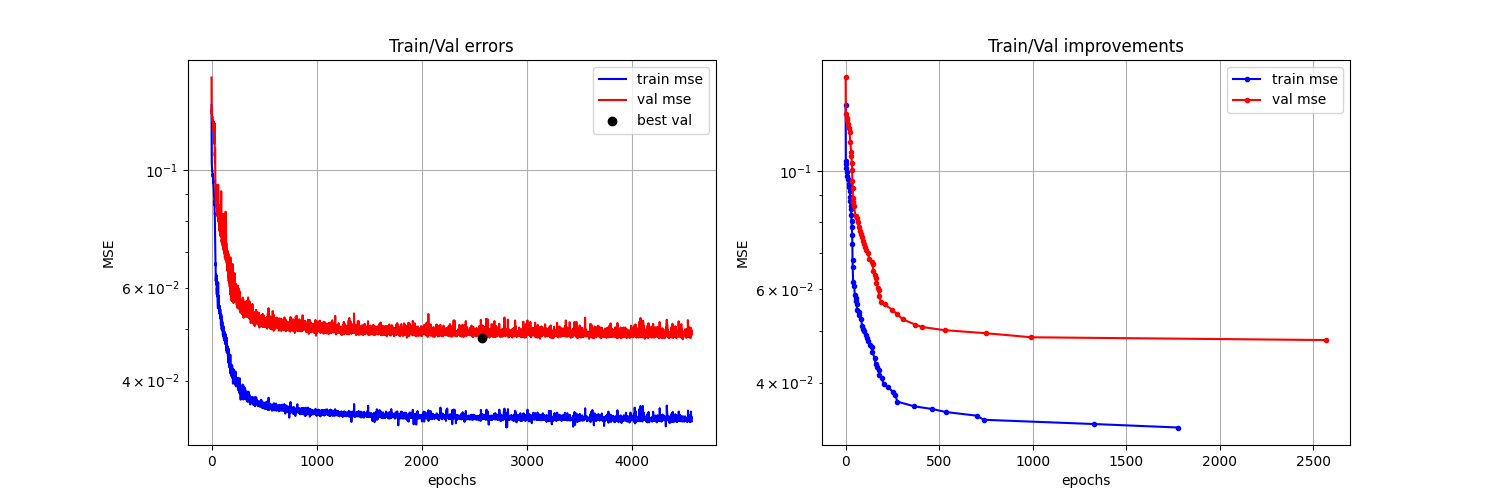 Train/Val errors
train mse
val mse
best val
10⁻¹
6 × 10⁻²
4 × 10⁻²
MSE
0 1000 2000 3000 4000
epochs
Train/Val improvements
train mse
val mse
10⁻¹
6 × 10⁻²
4 × 10⁻²
MSE
0 500 1000 1500 2000 2500
epochs